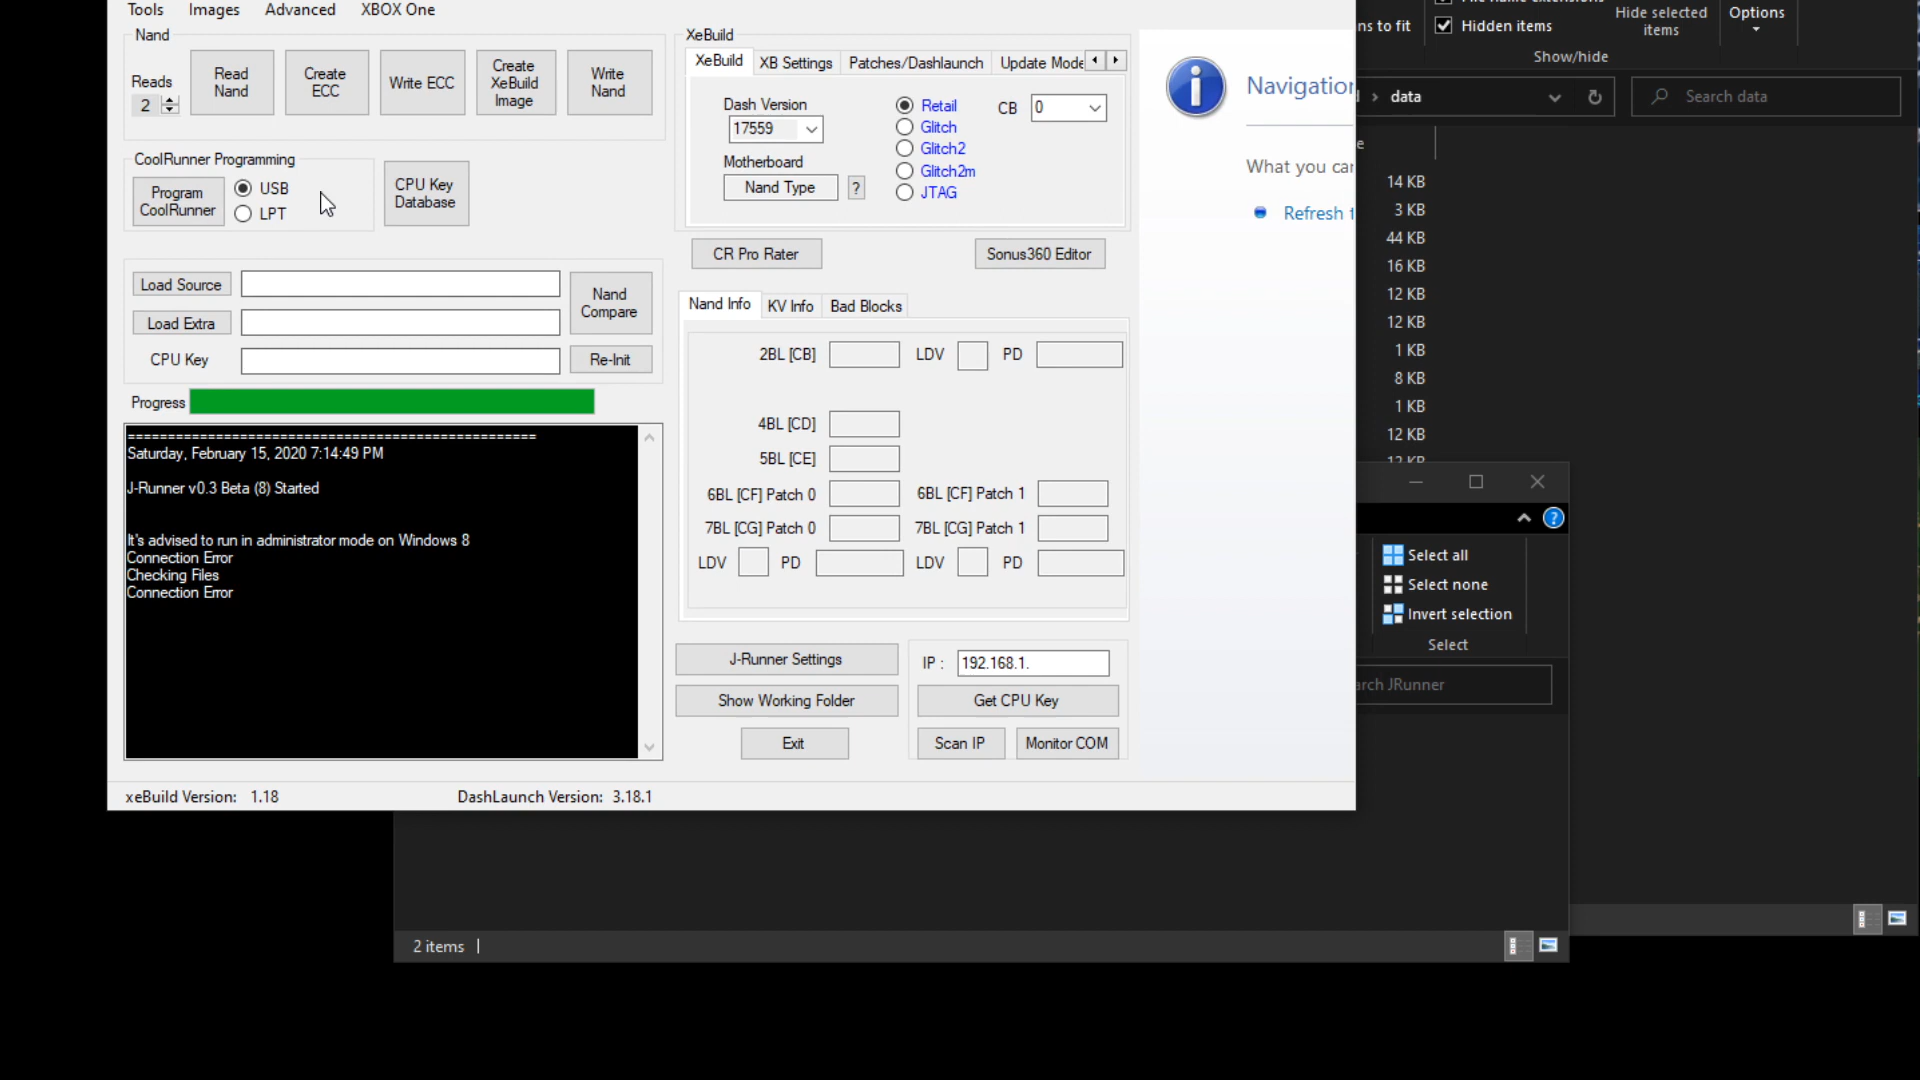 Tools Images Advanced XBOX One
Nand
Reads
2
Read Nand
Create ECC
Write ECC
Create XeBuild Image
Write Nand
CoolRunner Programming
Program CoolRunner
USB
LPT
CPU Key Database
Load Source
Load Extra
CPU Key
Nand Compare
Re-Init
Progress
==================================================
Saturday, February 15, 2020 7:14:49 PM
J-Runner v0.3 Beta (8) Started
It's advised to run in administrator mode on Windows 8
Connection Error
Checking Files
Connection Error
XeBuild
XeBuild XB Settings Patches/Dashlaunch Update Mode
Dash Version
17559
Motherboard
Nand Type ?
Retail
Glitch
Glitch2
Glitch2m
JTAG
CB 0
CR Pro Rater
Sonus360 Editor
Nand Info KV Info Bad Blocks
2BL [CB] LDV PD
4BL [CD]
5BL [CE]
6BL [CF] Patch 0 6BL [CF] Patch 1
7BL [CG] Patch 0 7BL [CG] Patch 1
LDV PD LDV PD
J-Runner Settings
Show Working Folder
Exit
IP : 192.168.1.
Get CPU Key
Scan IP Monitor COM
xeBuild Version: 1.18 DashLaunch Version: 3.18.1
Navigation
What you can
Refresh
ns to fit
Hidden items
Hide selected items
Options
Show/hide
data
Search data
14 KB
3 KB
44 KB
16 KB
12 KB
12 KB
1 KB
8 KB
1 KB
12 KB
Select all
Select none
Invert selection
Select
arch JRunner
2 items